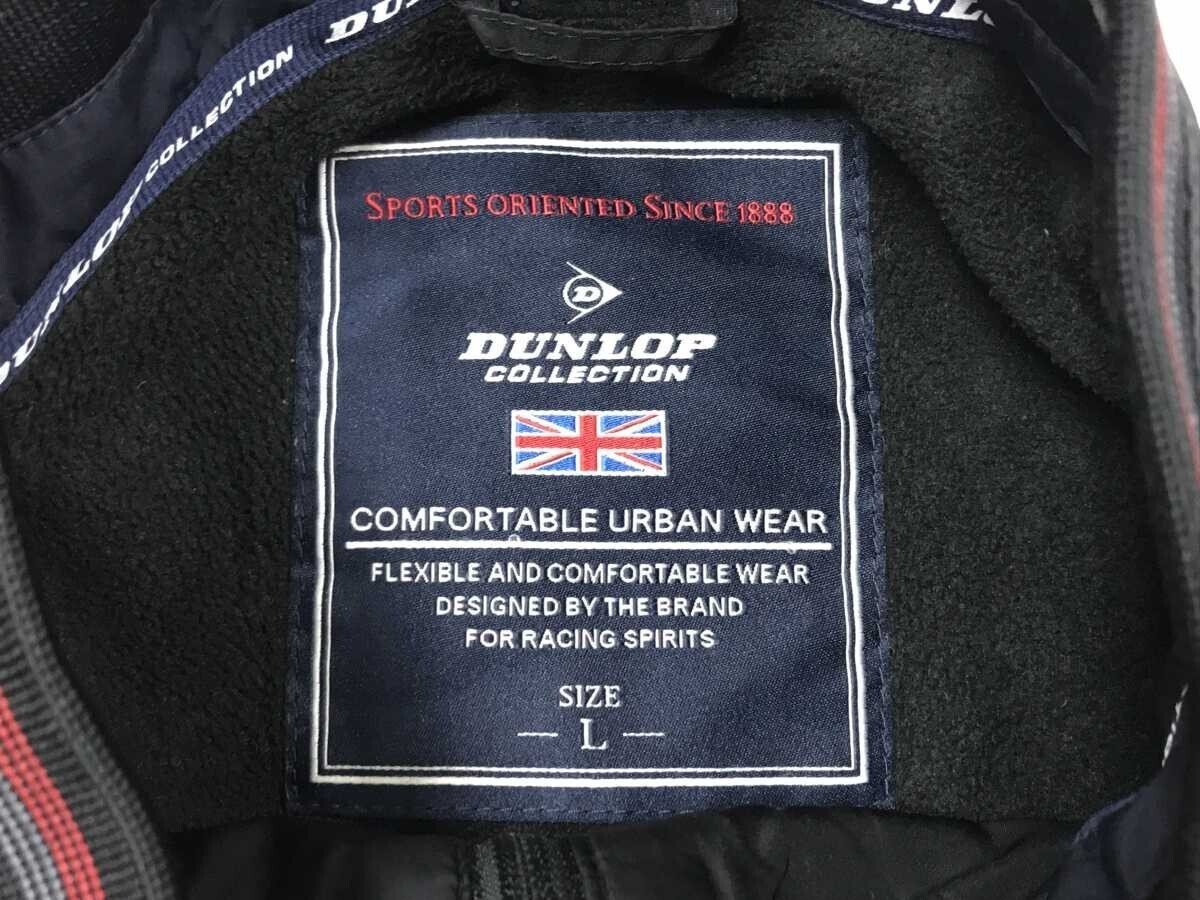 DUNLOP COLLECTION
SPORTS ORIENTED SINCE 1888
D
DUNLOP
COLLECTION
COMFORTABLE URBAN WEAR
FLEXIBLE AND COMFORTABLE WEAR
DESIGNED BY THE BRAND
FOR RACING SPIRITS
SIZE
L